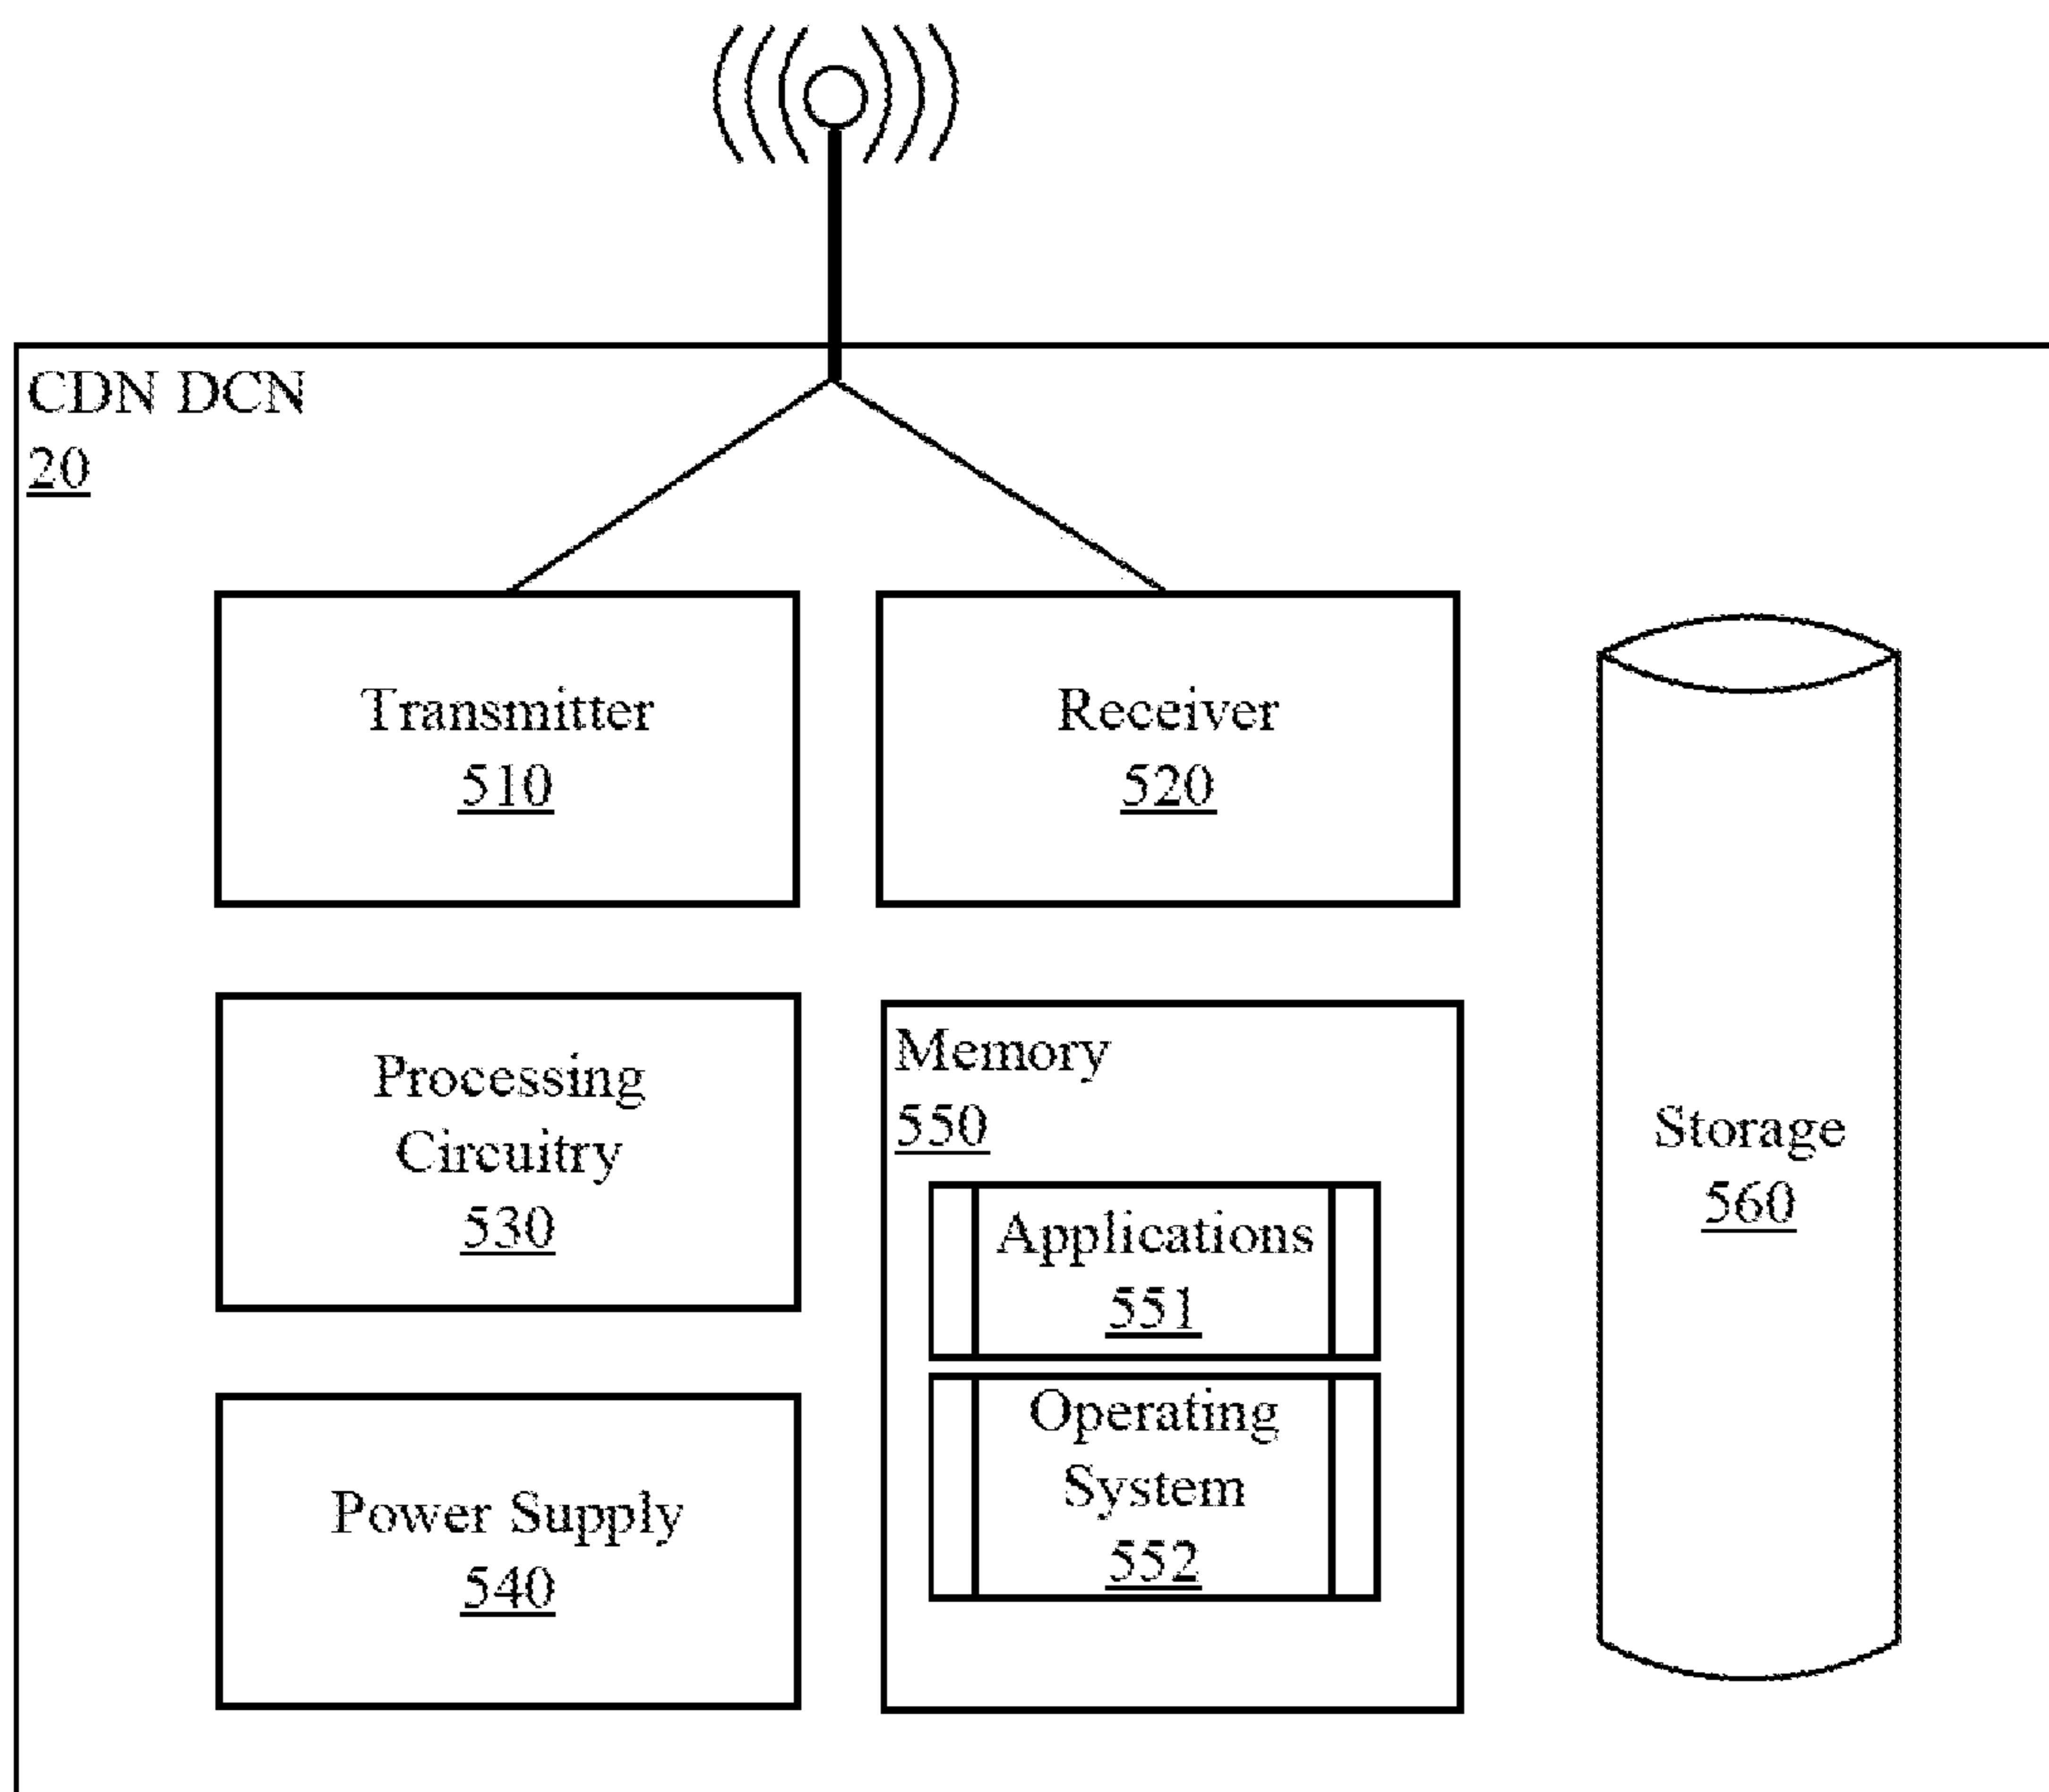 CDN DCN
20
Transmitter
510
Receiver
520
Processing
Circuitry
530
Memory
550
Applications
551
Operating
System
552
Power Supply
540
Storage
560